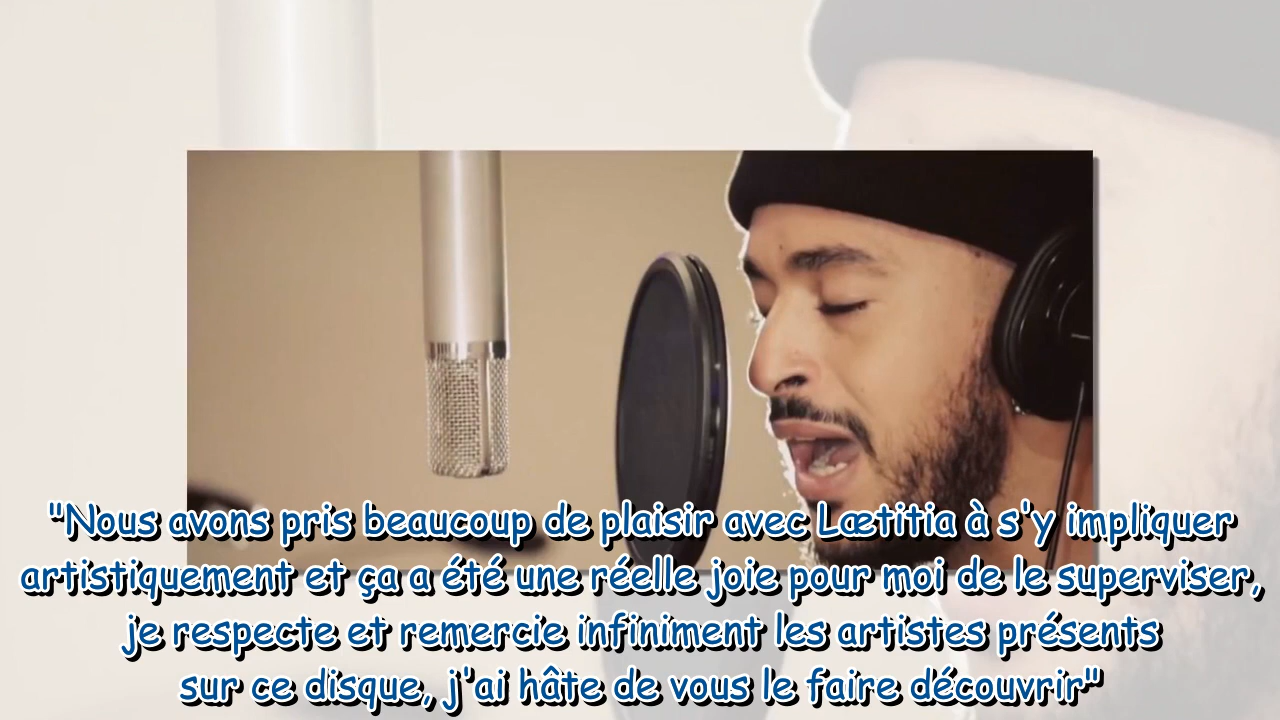 "Nous avons pris beaucoup de plaisir avec Lætitia à s'y impliquer
artistiquement et ça a été une réelle joie pour moi de le superviser,
je respecte et remercie infiniment les artistes présents
sur ce disque, j'ai hâte de vous le faire découvrir"